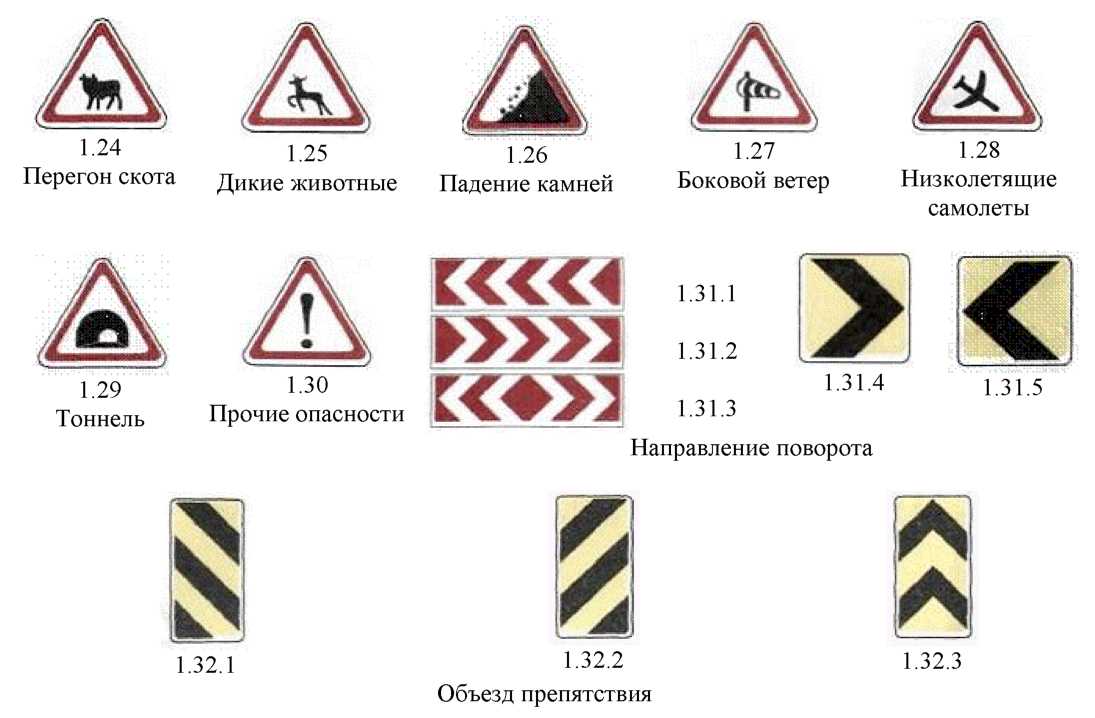 1.24
Перегон скота
1.25
Дикие животные
1.26
Падение камней
1.27
Боковой ветер
1.28
Низколетящие
самолеты
1.29
Тоннель
1.30
Прочие опасности
1.31.1
1.31.2
1.31.3
1.31.4
1.31.5
Направление поворота
1.32.1
1.32.2
1.32.3
Объезд препятствия